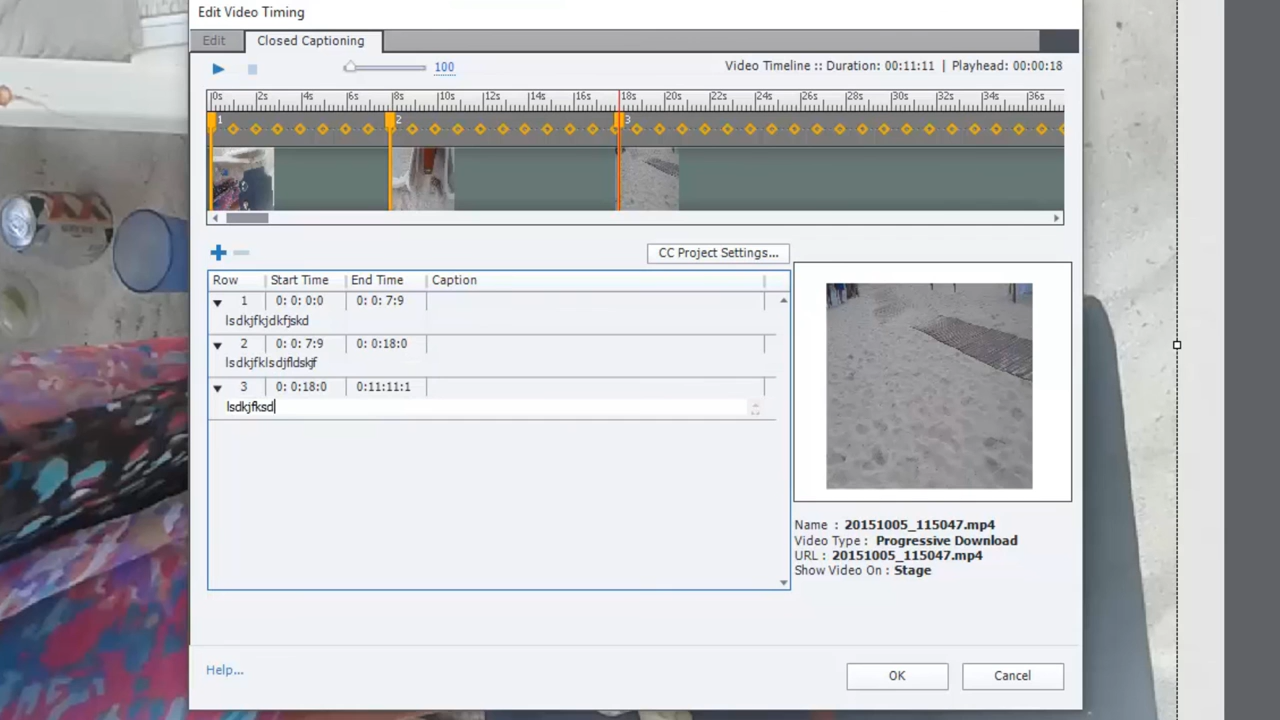 Edit Video Timing
Edit Closed Captioning
100 Video Timeline :: Duration: 00:11:11 | Playhead: 00:00:18
0s 2s 4s 6s 8s 10s 12s 14s 16s 18s 20s 22s 24s 26s 28s 30s 32s 34s 36s
1 2 3
CC Project Settings...
Row Start Time End Time Caption
1 0: 0: 0:0 0: 0: 7:9
lsdkjfkjdkfjskd
2 0: 0: 7:9 0: 0:18:0
lsdkjfklsdjfldskjf
3 0: 0:18:0 0:11:11:1
lsdkjfksd
Name : 20151005_115047.mp4
Video Type : Progressive Download
URL : 20151005_115047.mp4
Show Video On : Stage
Help...
OK Cancel
XX